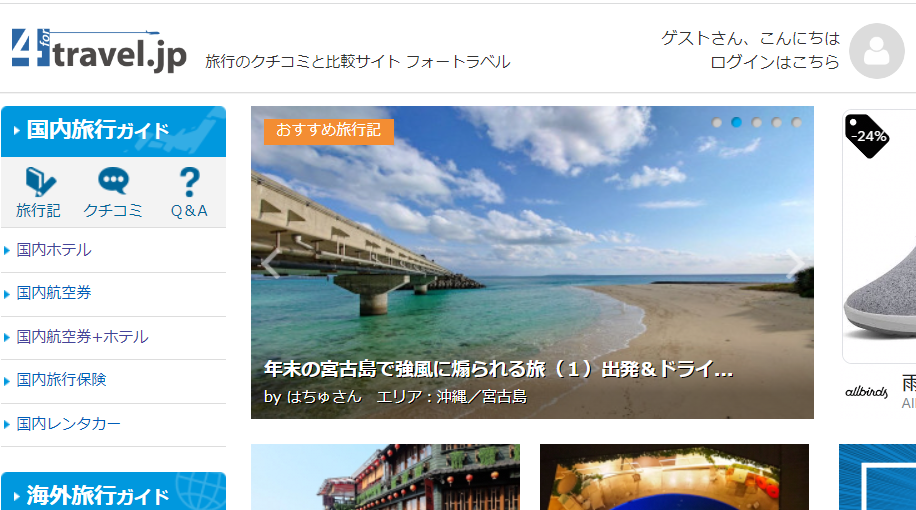 4 for travel.jp
旅行のクチコミと比較サイト フォートラベル
ゲストさん、こんにちは
ログインはこちら
国内旅行ガイド
旅行記
クチコミ
Q&A
国内ホテル
国内航空券
国内航空券+ホテル
国内旅行保険
国内レンタカー
海外旅行ガイド
おすすめ旅行記
年末の宮古島で強風に煽られる旅（１）出発＆ドライ...
by はちゅさん エリア：沖縄／宮古島
-24%
allbirds
雨
All